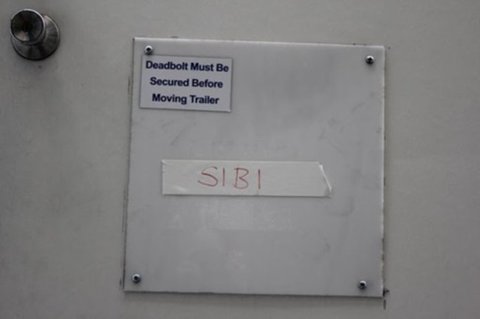 Deadbolt Must Be
Secured Before
Moving Trailer
SIBI